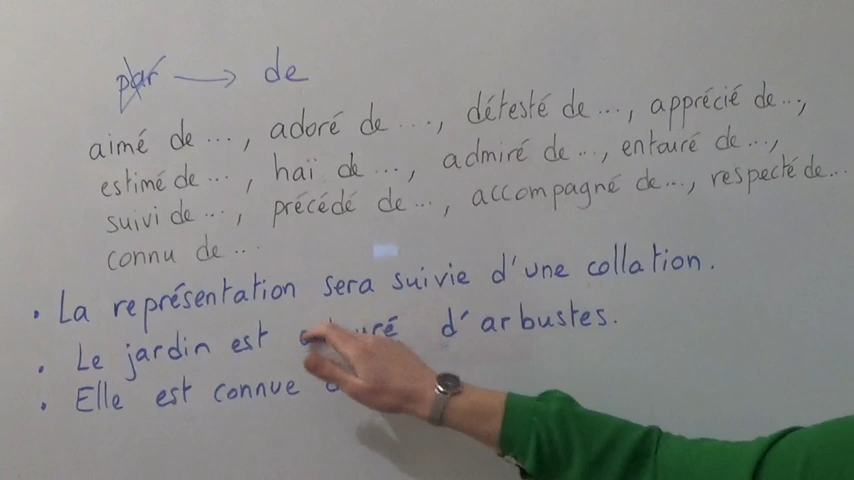 par → de
aimé de ..., adoré de ..., détesté de ..., apprécié de ...,
estimé de ..., haï de ..., admiré de ..., entouré de ...,
suivi de ..., précédé de ..., accompagné de ..., respecté de ...
connu de ...
• La représentation sera suivie d'une collation.
• Le jardin est d'arbustes.
• Elle est connue